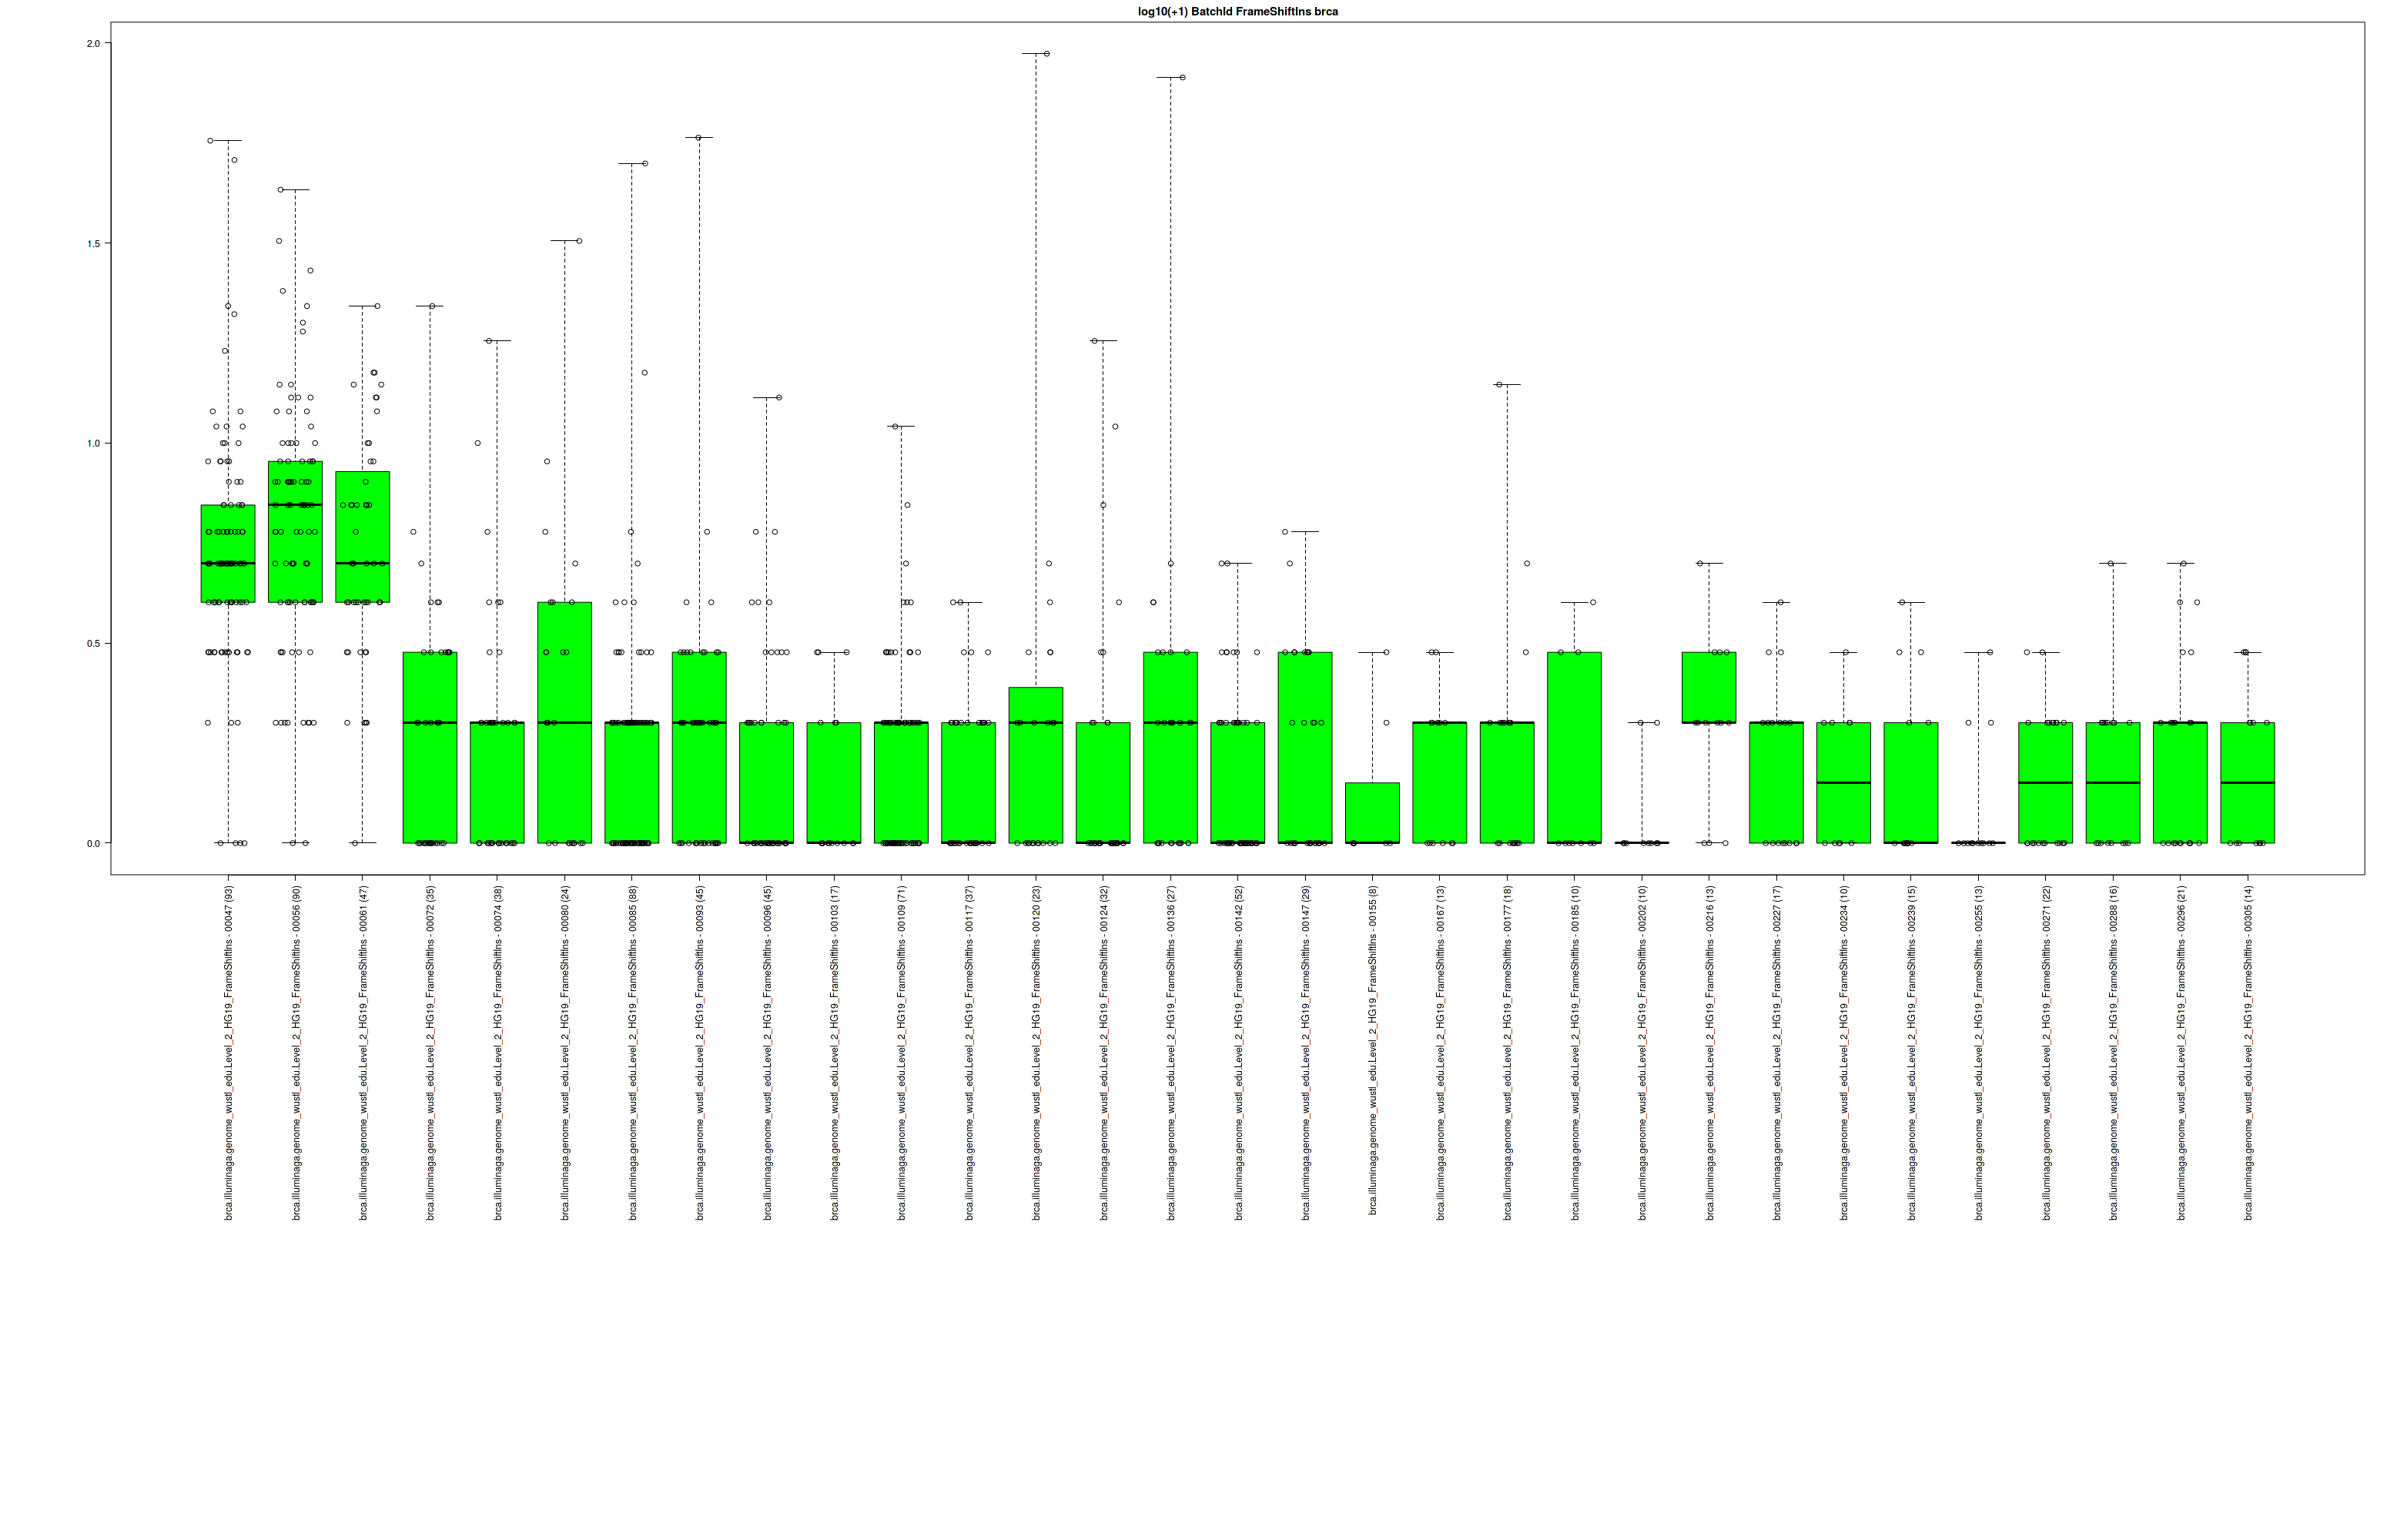 log10(+1) BatchId FrameShiftIns brca
2.0
1.5
1.0
0.5
0.0
brca.illuminaga.genome_wustl_edu.Level_2_HG19_FrameShiftIns - 00047 (93)
brca.illuminaga.genome_wustl_edu.Level_2_HG19_FrameShiftIns - 00056 (90)
brca.illuminaga.genome_wustl_edu.Level_2_HG19_FrameShiftIns - 00061 (47)
brca.illuminaga.genome_wustl_edu.Level_2_HG19_FrameShiftIns - 00072 (35)
brca.illuminaga.genome_wustl_edu.Level_2_HG19_FrameShiftIns - 00074 (38)
brca.illuminaga.genome_wustl_edu.Level_2_HG19_FrameShiftIns - 00080 (24)
brca.illuminaga.genome_wustl_edu.Level_2_HG19_FrameShiftIns - 00085 (88)
brca.illuminaga.genome_wustl_edu.Level_2_HG19_FrameShiftIns - 00093 (45)
brca.illuminaga.genome_wustl_edu.Level_2_HG19_FrameShiftIns - 00096 (45)
brca.illuminaga.genome_wustl_edu.Level_2_HG19_FrameShiftIns - 00103 (17)
brca.illuminaga.genome_wustl_edu.Level_2_HG19_FrameShiftIns - 00109 (71)
brca.illuminaga.genome_wustl_edu.Level_2_HG19_FrameShiftIns - 00117 (37)
brca.illuminaga.genome_wustl_edu.Level_2_HG19_FrameShiftIns - 00120 (23)
brca.illuminaga.genome_wustl_edu.Level_2_HG19_FrameShiftIns - 00124 (32)
brca.illuminaga.genome_wustl_edu.Level_2_HG19_FrameShiftIns - 00136 (27)
brca.illuminaga.genome_wustl_edu.Level_2_HG19_FrameShiftIns - 00142 (52)
brca.illuminaga.genome_wustl_edu.Level_2_HG19_FrameShiftIns - 00147 (29)
brca.illuminaga.genome_wustl_edu.Level_2_HG19_FrameShiftIns - 00155 (8)
brca.illuminaga.genome_wustl_edu.Level_2_HG19_FrameShiftIns - 00167 (13)
brca.illuminaga.genome_wustl_edu.Level_2_HG19_FrameShiftIns - 00177 (18)
brca.illuminaga.genome_wustl_edu.Level_2_HG19_FrameShiftIns - 00185 (10)
brca.illuminaga.genome_wustl_edu.Level_2_HG19_FrameShiftIns - 00202 (10)
brca.illuminaga.genome_wustl_edu.Level_2_HG19_FrameShiftIns - 00216 (13)
brca.illuminaga.genome_wustl_edu.Level_2_HG19_FrameShiftIns - 00227 (17)
brca.illuminaga.genome_wustl_edu.Level_2_HG19_FrameShiftIns - 00234 (10)
brca.illuminaga.genome_wustl_edu.Level_2_HG19_FrameShiftIns - 00239 (15)
brca.illuminaga.genome_wustl_edu.Level_2_HG19_FrameShiftIns - 00255 (13)
brca.illuminaga.genome_wustl_edu.Level_2_HG19_FrameShiftIns - 00271 (22)
brca.illuminaga.genome_wustl_edu.Level_2_HG19_FrameShiftIns - 00288 (16)
brca.illuminaga.genome_wustl_edu.Level_2_HG19_FrameShiftIns - 00296 (21)
brca.illuminaga.genome_wustl_edu.Level_2_HG19_FrameShiftIns - 00305 (14)